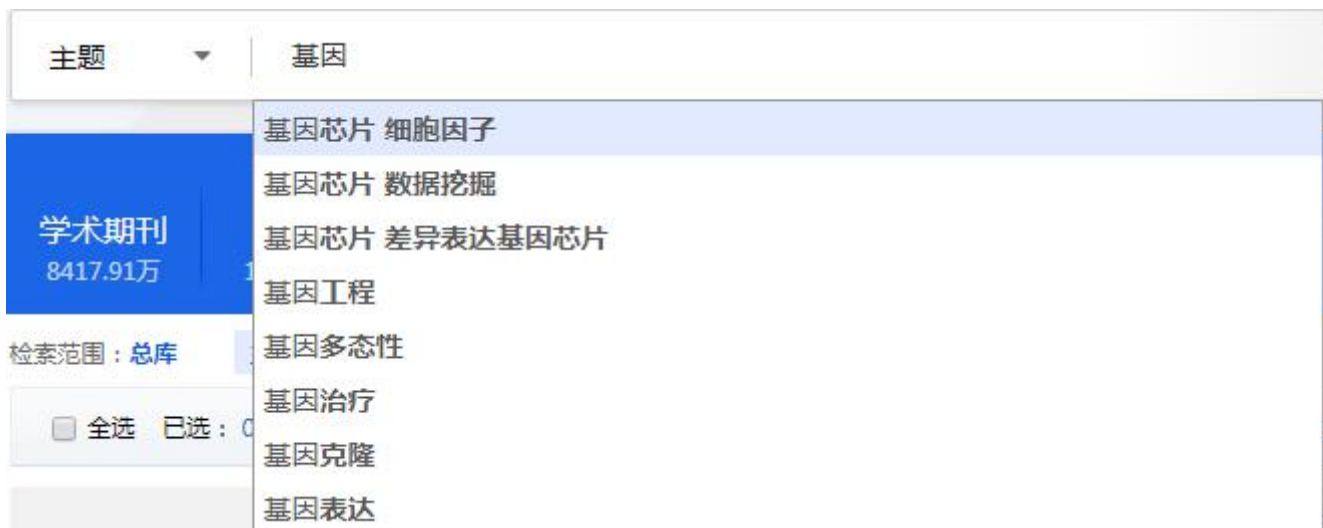 主题 基因
基因芯片 细胞因子
基因芯片 数据挖掘
学术期刊
基因芯片 差异表达基因芯片
8417.91万 1
基因工程
检索范围：总库
基因多态性
基因治疗
全选 已选：0
基因克隆
基因表达